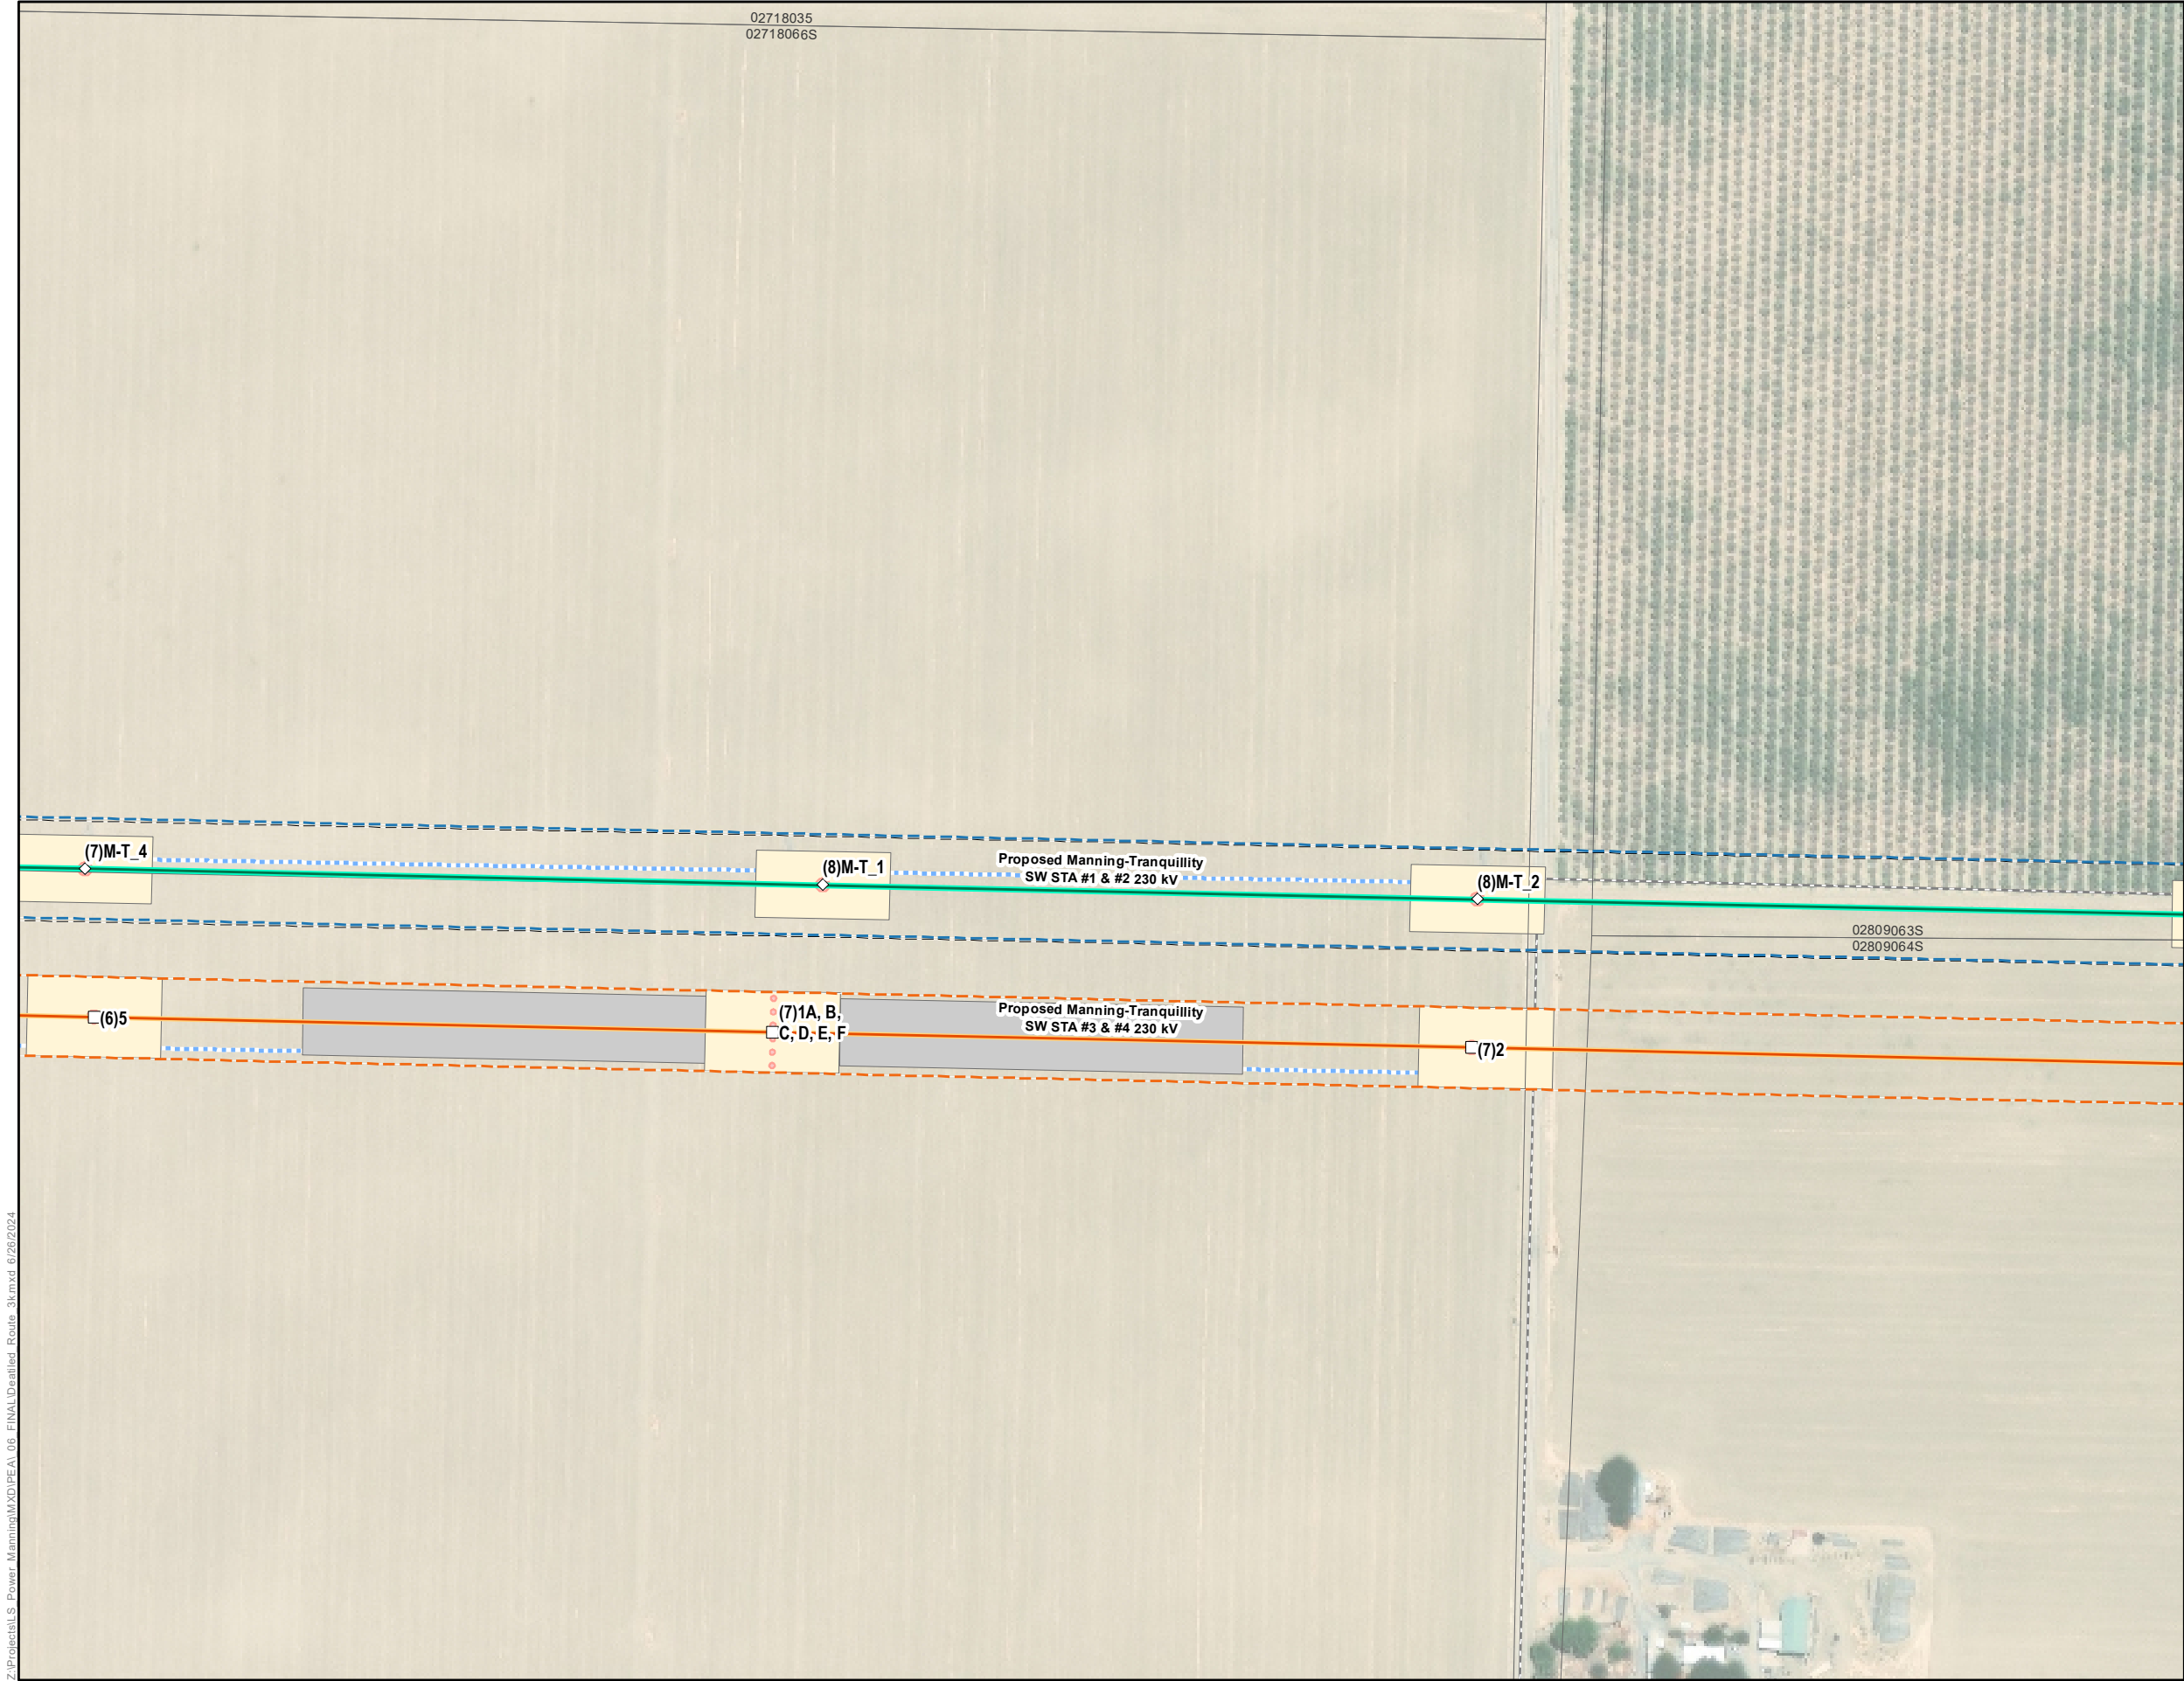 02718035
02718066S
(7)M-T_4
(8)M-T_1
Proposed Manning-Tranquillity
SW STA #1 & #2 230 kV
(8)M-T_2
02809063S
02809064S
(6)5
(7)1A, B,
C, D, E, F
Proposed Manning-Tranquillity
SW STA #3 & #4 230 kV
(7)2
Z:\Projects\LS_Power_Manning\MXD\PEA\_06_FINAL\Deatiled_Route_3k.mxd 6/26/2024